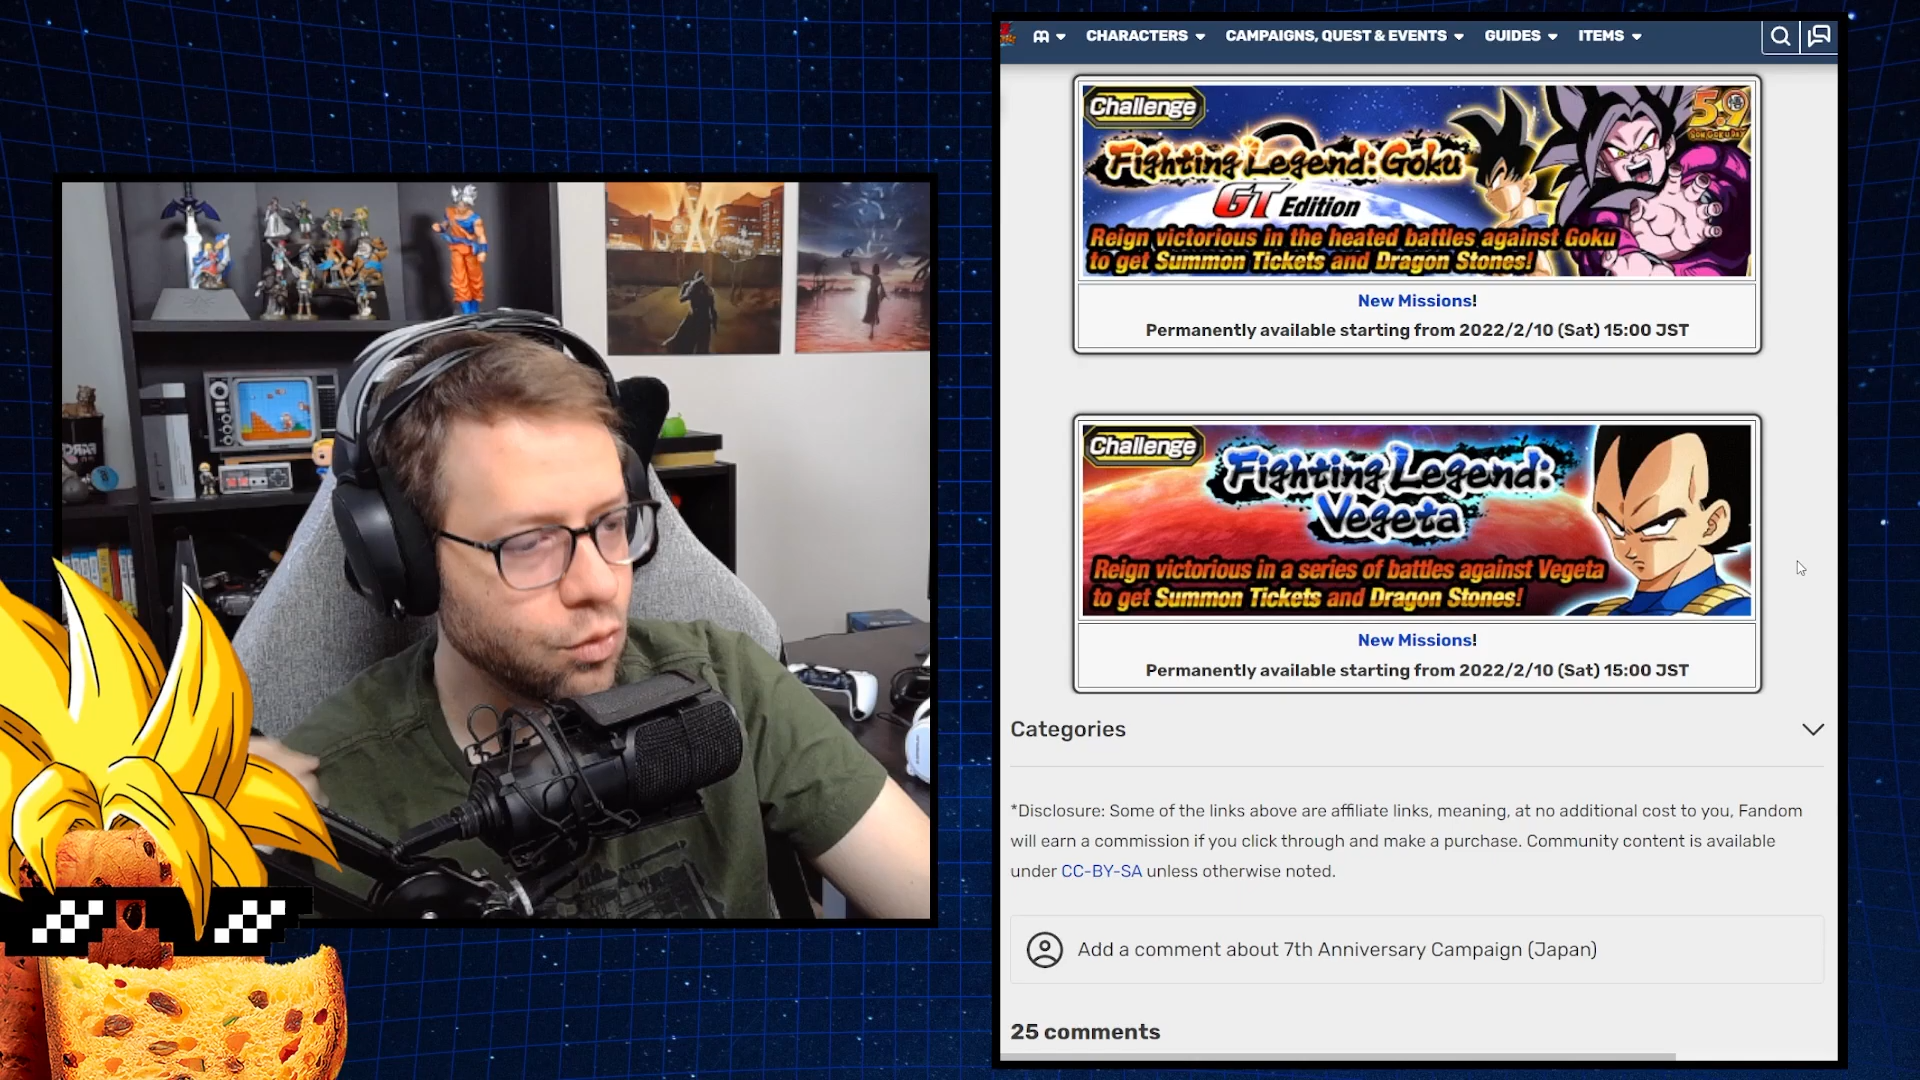 CHARACTERS
CAMPAIGNS, QUEST & EVENTS
GUIDES
ITEMS
Challenge
5.9
SON GOKU DAY
Fighting Legend: Goku
GT Edition
Reign victorious in the heated battles against Goku
to get Summon Tickets and Dragon Stones!
New Missions!
Permanently available starting from 2022/2/10 (Sat) 15:00 JST
Challenge
Fighting Legend:
Vegeta
Reign victorious in a series of battles against Vegeta
to get Summon Tickets and Dragon Stones!
New Missions!
Permanently available starting from 2022/2/10 (Sat) 15:00 JST
Categories
*Disclosure: Some of the links above are affiliate links, meaning, at no additional cost to you, Fandom
will earn a commission if you click through and make a purchase. Community content is available
under CC-BY-SA unless otherwise noted.
Add a comment about 7th Anniversary Campaign (Japan)
25 comments